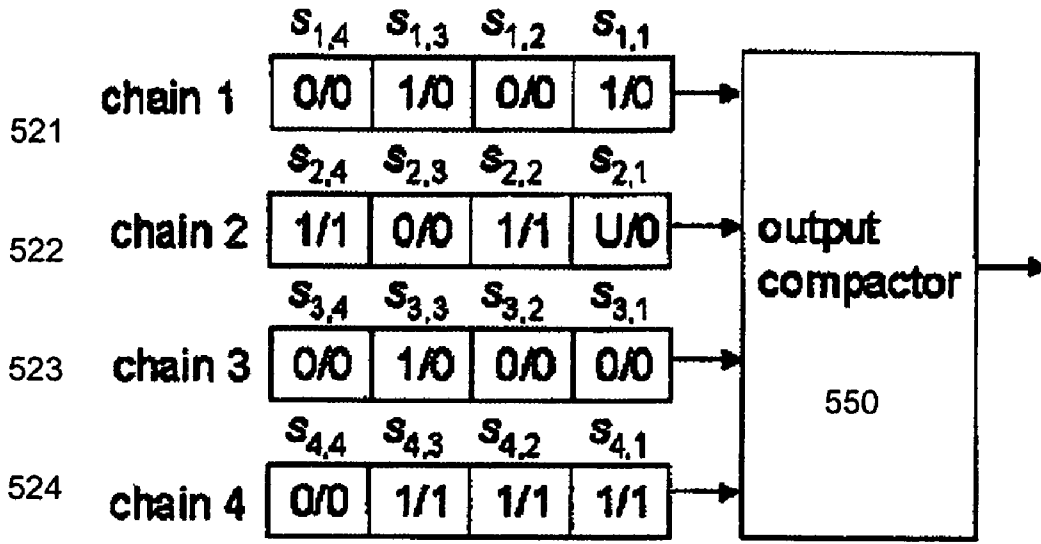 S1,4 S1,3 S1,2 S1,1
chain 1 0/0 1/0 0/0 1/0
521
S2,4 S2,3 S2,2 S2,1
chain 2 1/1 0/0 1/1 U/0
522
output
compactor
S3,4 S3,3 S3,2 S3,1
chain 3 0/0 1/0 0/0 0/0
523
550
S4,4 S4,3 S4,2 S4,1
chain 4 0/0 1/1 1/1 1/1
524